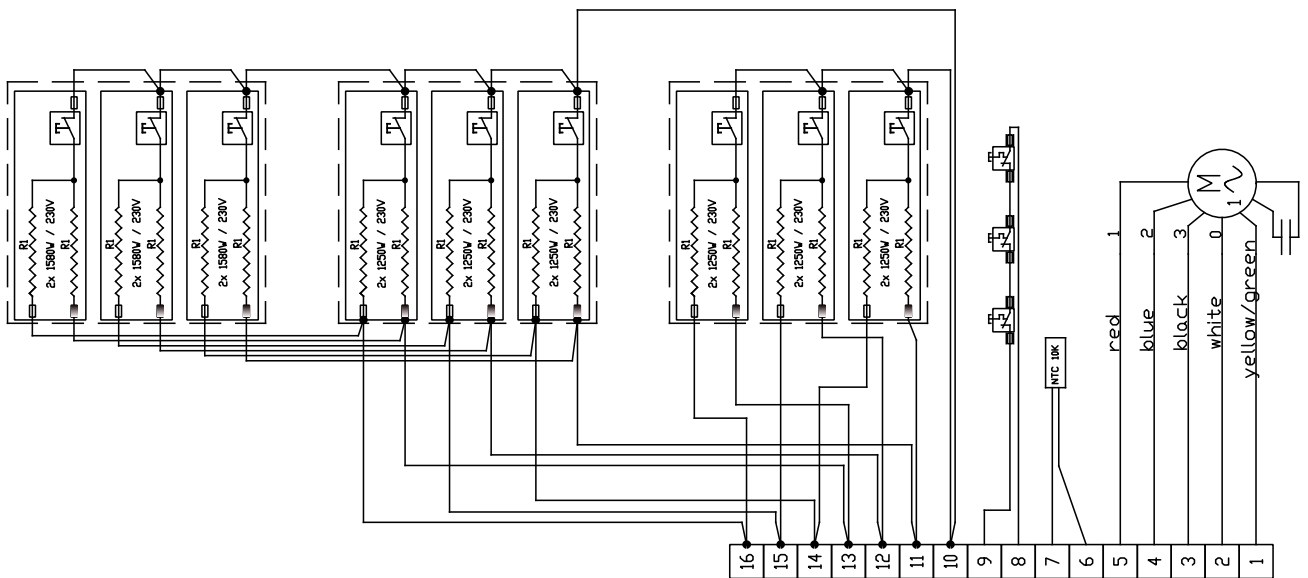 R1
2x 1580W / 230V
R1
R1
2x 1580W / 230V
R1
R1
2x 1580W / 230V
R1
R1
2x 1250W / 230V
R1
R1
2x 1250W / 230V
R1
R1
2x 1250W / 230V
R1
R1
2x 1250W / 230V
R1
R1
2x 1250W / 230V
R1
R1
2x 1250W / 230V
R1
NTC 10K
M
1
1
2
3
0
red
blue
black
white
yellow/green
16
15
14
13
12
11
10
9
8
7
6
5
4
3
2
1